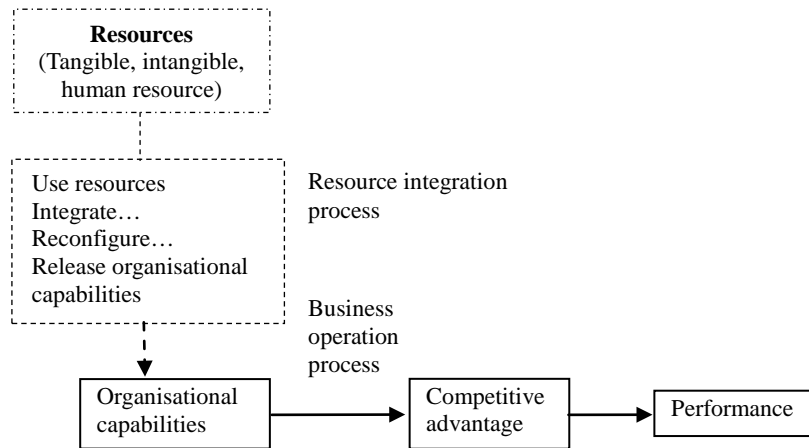 Resources
(Tangible, intangible,
human resource)
Use resources
Integrate…
Reconfigure…
Release organisational
capabilities
Resource integration
process
Business
operation
process
Organisational
capabilities
Competitive
advantage
Performance